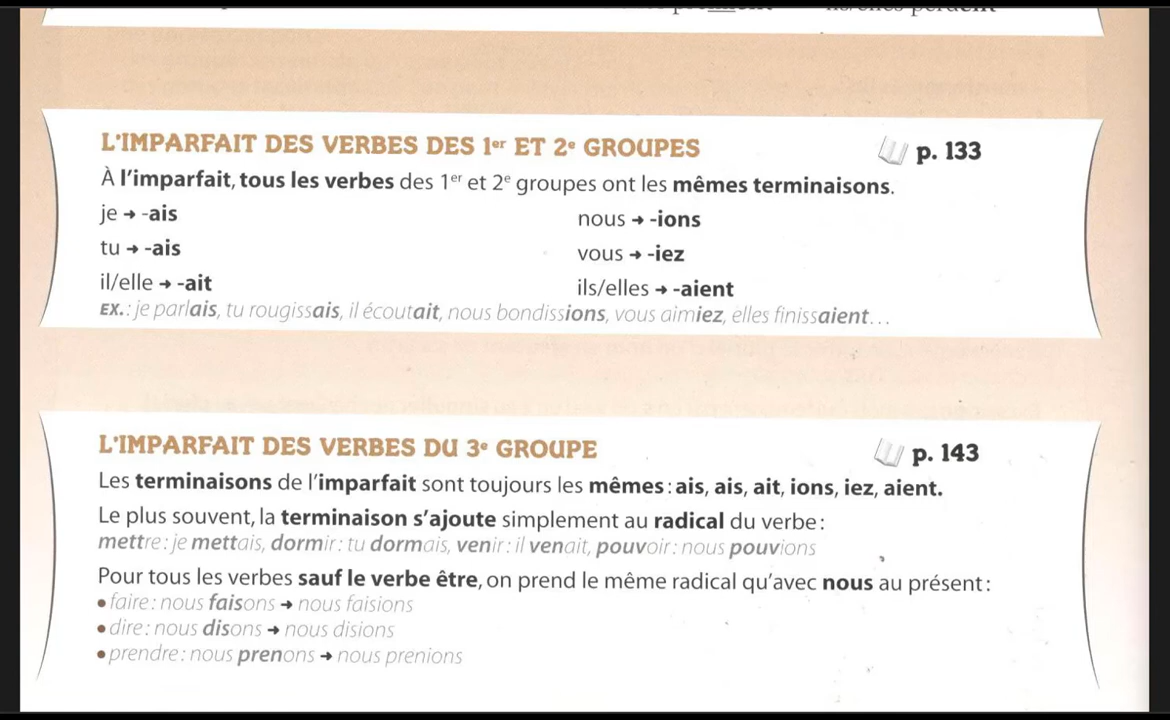 L'IMPARFAIT DES VERBES DES 1er ET 2e GROUPES p. 133
À l'imparfait, tous les verbes des 1er et 2e groupes ont les mêmes terminaisons.
je → -ais nous → -ions
tu → -ais vous → -iez
il/elle → -ait ils/elles → -aient
EX. : je parlais, tu rougissais, il écoutait, nous bondissions, vous aimiez, elles finissaient…
L'IMPARFAIT DES VERBES DU 3e GROUPE p. 143
Les terminaisons de l'imparfait sont toujours les mêmes : ais, ais, ait, ions, iez, aient.
Le plus souvent, la terminaison s'ajoute simplement au radical du verbe :
mettre : je mettais, dormir : tu dormais, venir : il venait, pouvoir : nous pouvions
Pour tous les verbes sauf le verbe être, on prend le même radical qu'avec nous au présent :
• faire : nous faisons → nous faisions
• dire : nous disons → nous disions
• prendre : nous prenons → nous prenions